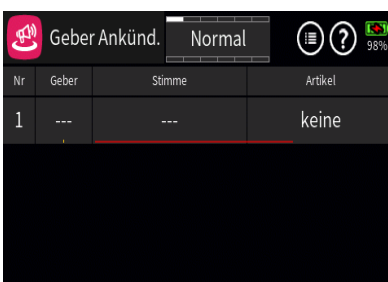 Geber Ankünd. Normal ? 98%
Nr Geber Stimme Artikel
1 --- --- keine